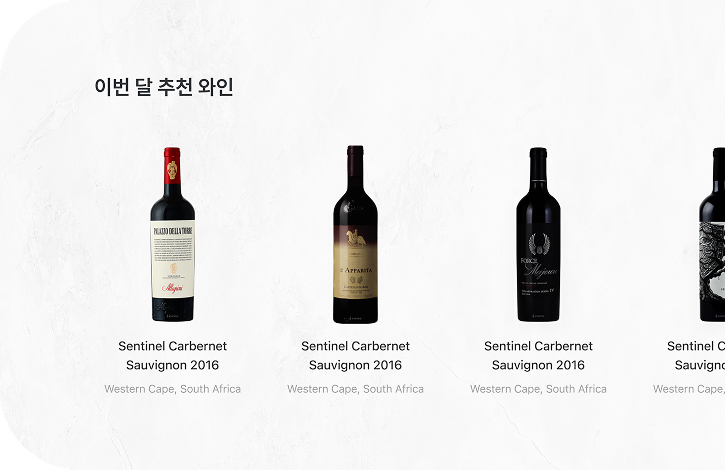 이번 달 추천 와인
PALAZZO DELLA TORRE
Allegrini
L'APPARITA
FORCE
Majeure
Sentinel Carbernet
Sauvignon 2016
Western Cape, South Africa
Sentinel Carbernet
Sauvignon 2016
Western Cape, South Africa
Sentinel Carbernet
Sauvignon 2016
Western Cape, South Africa
Sentinel C
Sauvigno
Western Cape,